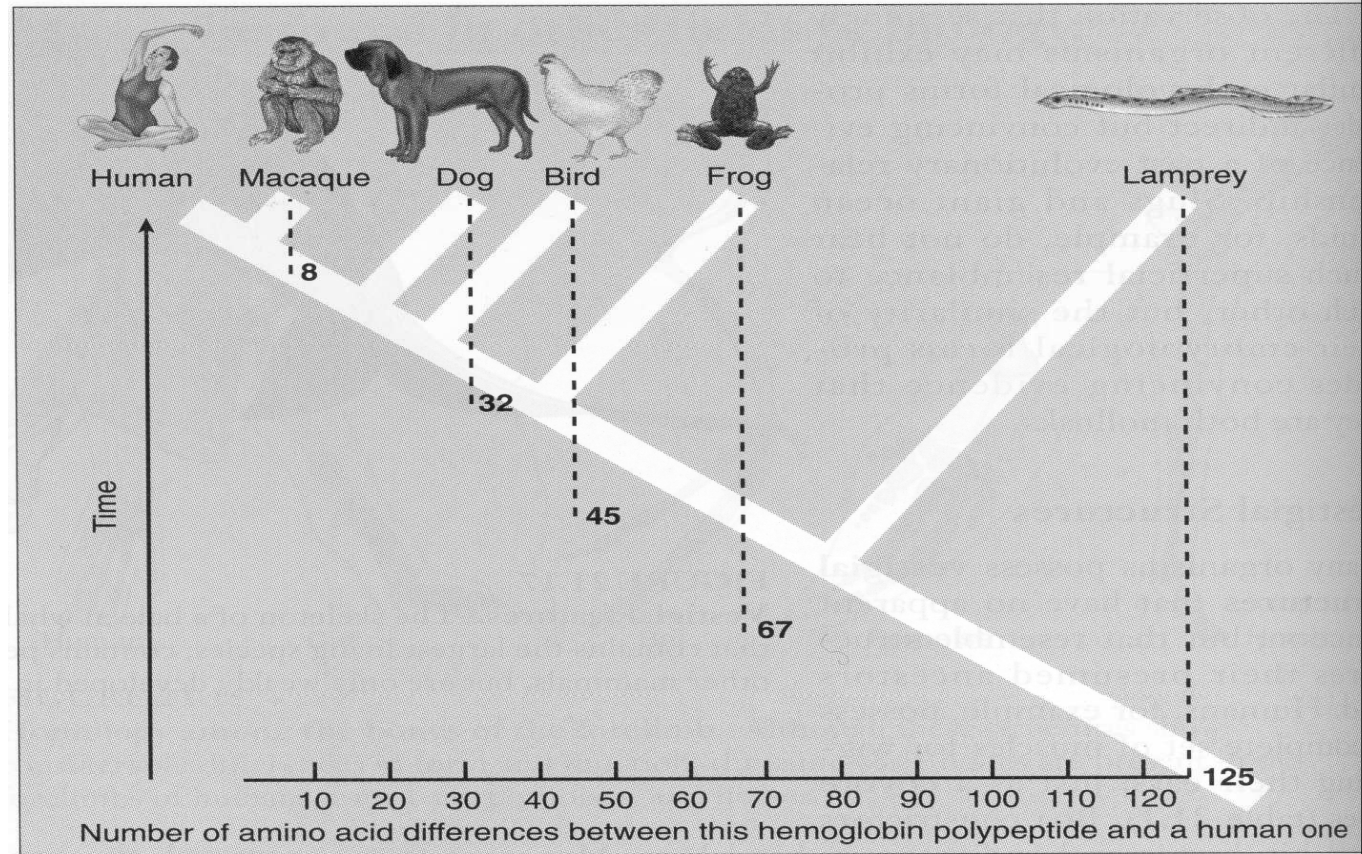 Human Macaque Dog Bird Frog Lamprey
8
32
45
67
125
Time
10 20 30 40 50 60 70 80 90 100 110 120
Number of amino acid differences between this hemoglobin polypeptide and a human one